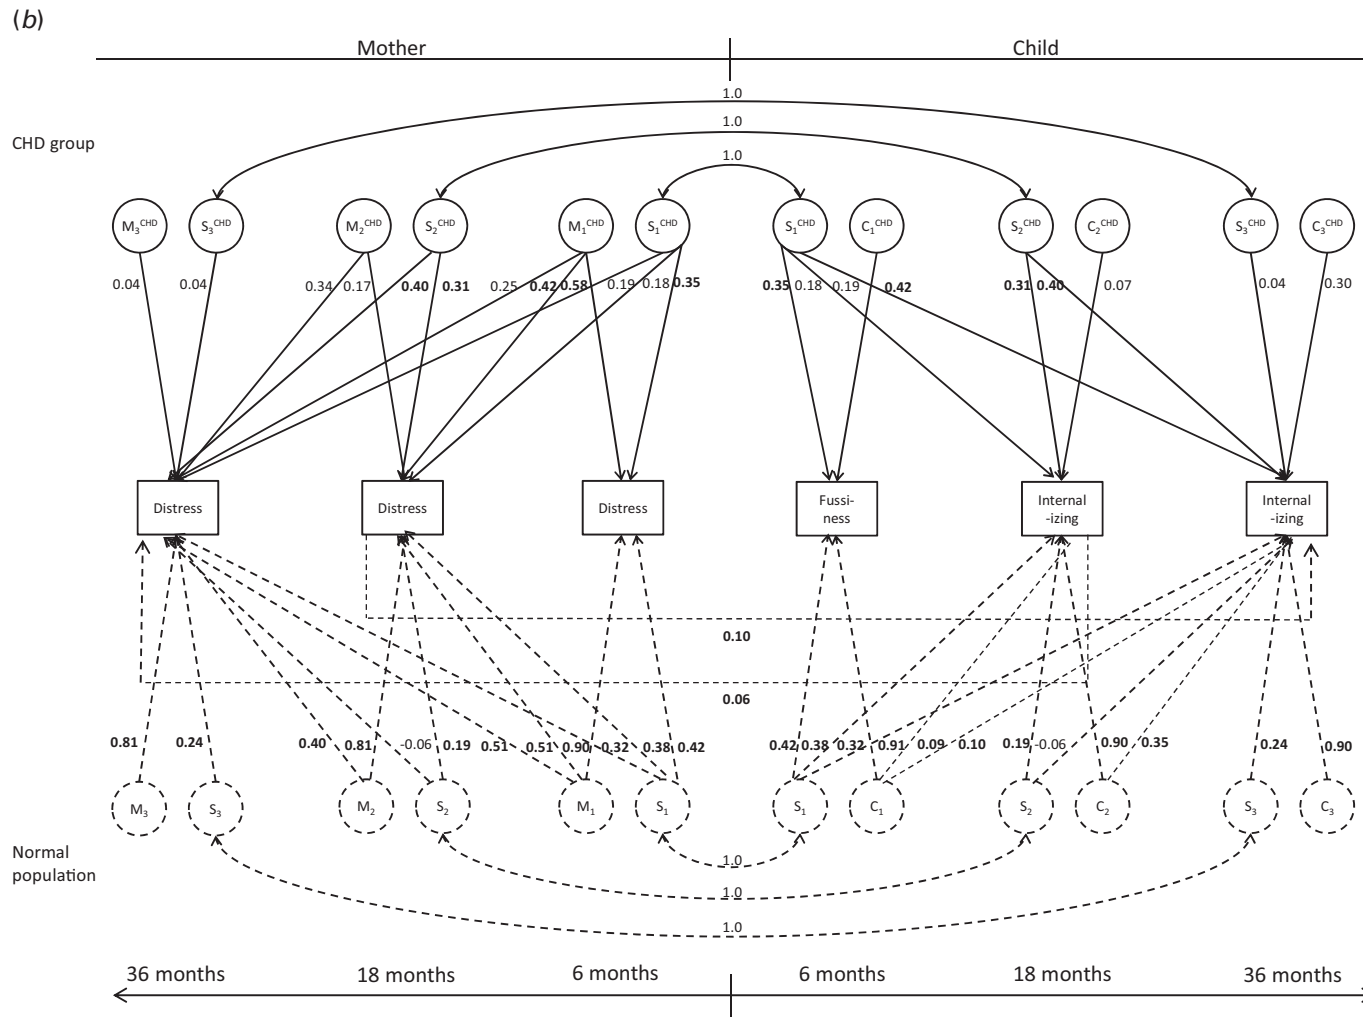 (b)
Mother Child
1.0
CHD group
1.0
1.0
M₃ᶜᴴᴰ S₃ᶜᴴᴰ M₂ᶜᴴᴰ S₂ᶜᴴᴰ M₁ᶜᴴᴰ S₁ᶜᴴᴰ S₁ᶜᴴᴰ C₁ᶜᴴᴰ S₂ᶜᴴᴰ C₂ᶜᴴᴰ S₃ᶜᴴᴰ C₃ᶜᴴᴰ
0.04 0.04 0.34 0.17 0.40 0.31 0.25 0.42 0.58 0.19 0.18 0.35 0.35 0.18 0.19 0.42 0.31 0.40 0.07 0.04 0.30
Distress Distress Distress Fussi-
ness Internal
-izing Internal
-izing
0.10
0.06
0.81 0.24 0.40 0.81 -0.06 0.19 0.51 0.51 0.90 0.32 0.38 0.42 0.42 0.38 0.32 0.91 0.09 0.10 0.19 -0.06 0.90 0.35 0.24 0.90
M₃ S₃ M₂ S₂ M₁ S₁ S₁ C₁ S₂ C₂ S₃ C₃
Normal
population
1.0
1.0
1.0
36 months 18 months 6 months 6 months 18 months 36 months